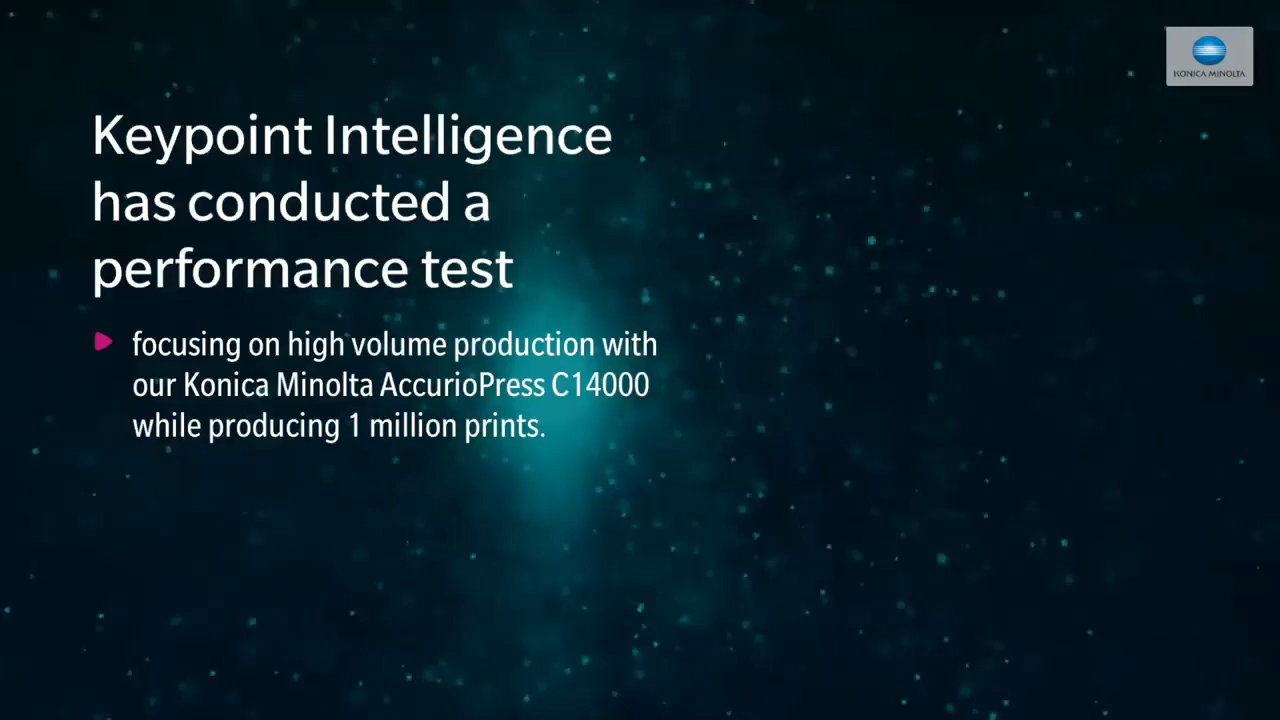 KONICA MINOLTA
Keypoint Intelligence
has conducted a
performance test
focusing on high volume production with
our Konica Minolta AccurioPress C14000
while producing 1 million prints.